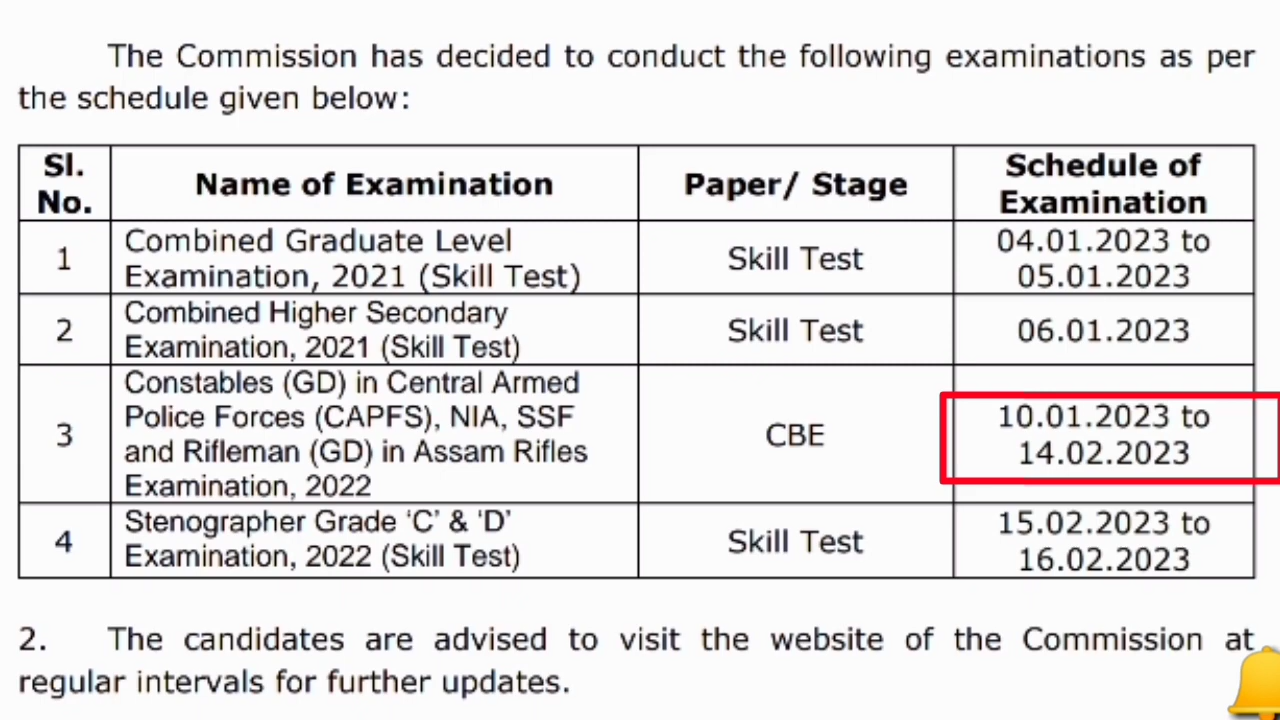 The Commission has decided to conduct the following examinations as per
the schedule given below:
Sl. No. | Name of Examination | Paper/ Stage | Schedule of Examination
1 | Combined Graduate Level Examination, 2021 (Skill Test) | Skill Test | 04.01.2023 to 05.01.2023
2 | Combined Higher Secondary Examination, 2021 (Skill Test) | Skill Test | 06.01.2023
3 | Constables (GD) in Central Armed Police Forces (CAPFS), NIA, SSF and Rifleman (GD) in Assam Rifles Examination, 2022 | CBE | 10.01.2023 to 14.02.2023
4 | Stenographer Grade ‘C’ & ‘D’ Examination, 2022 (Skill Test) | Skill Test | 15.02.2023 to 16.02.2023
2. The candidates are advised to visit the website of the Commission at
regular intervals for further updates.